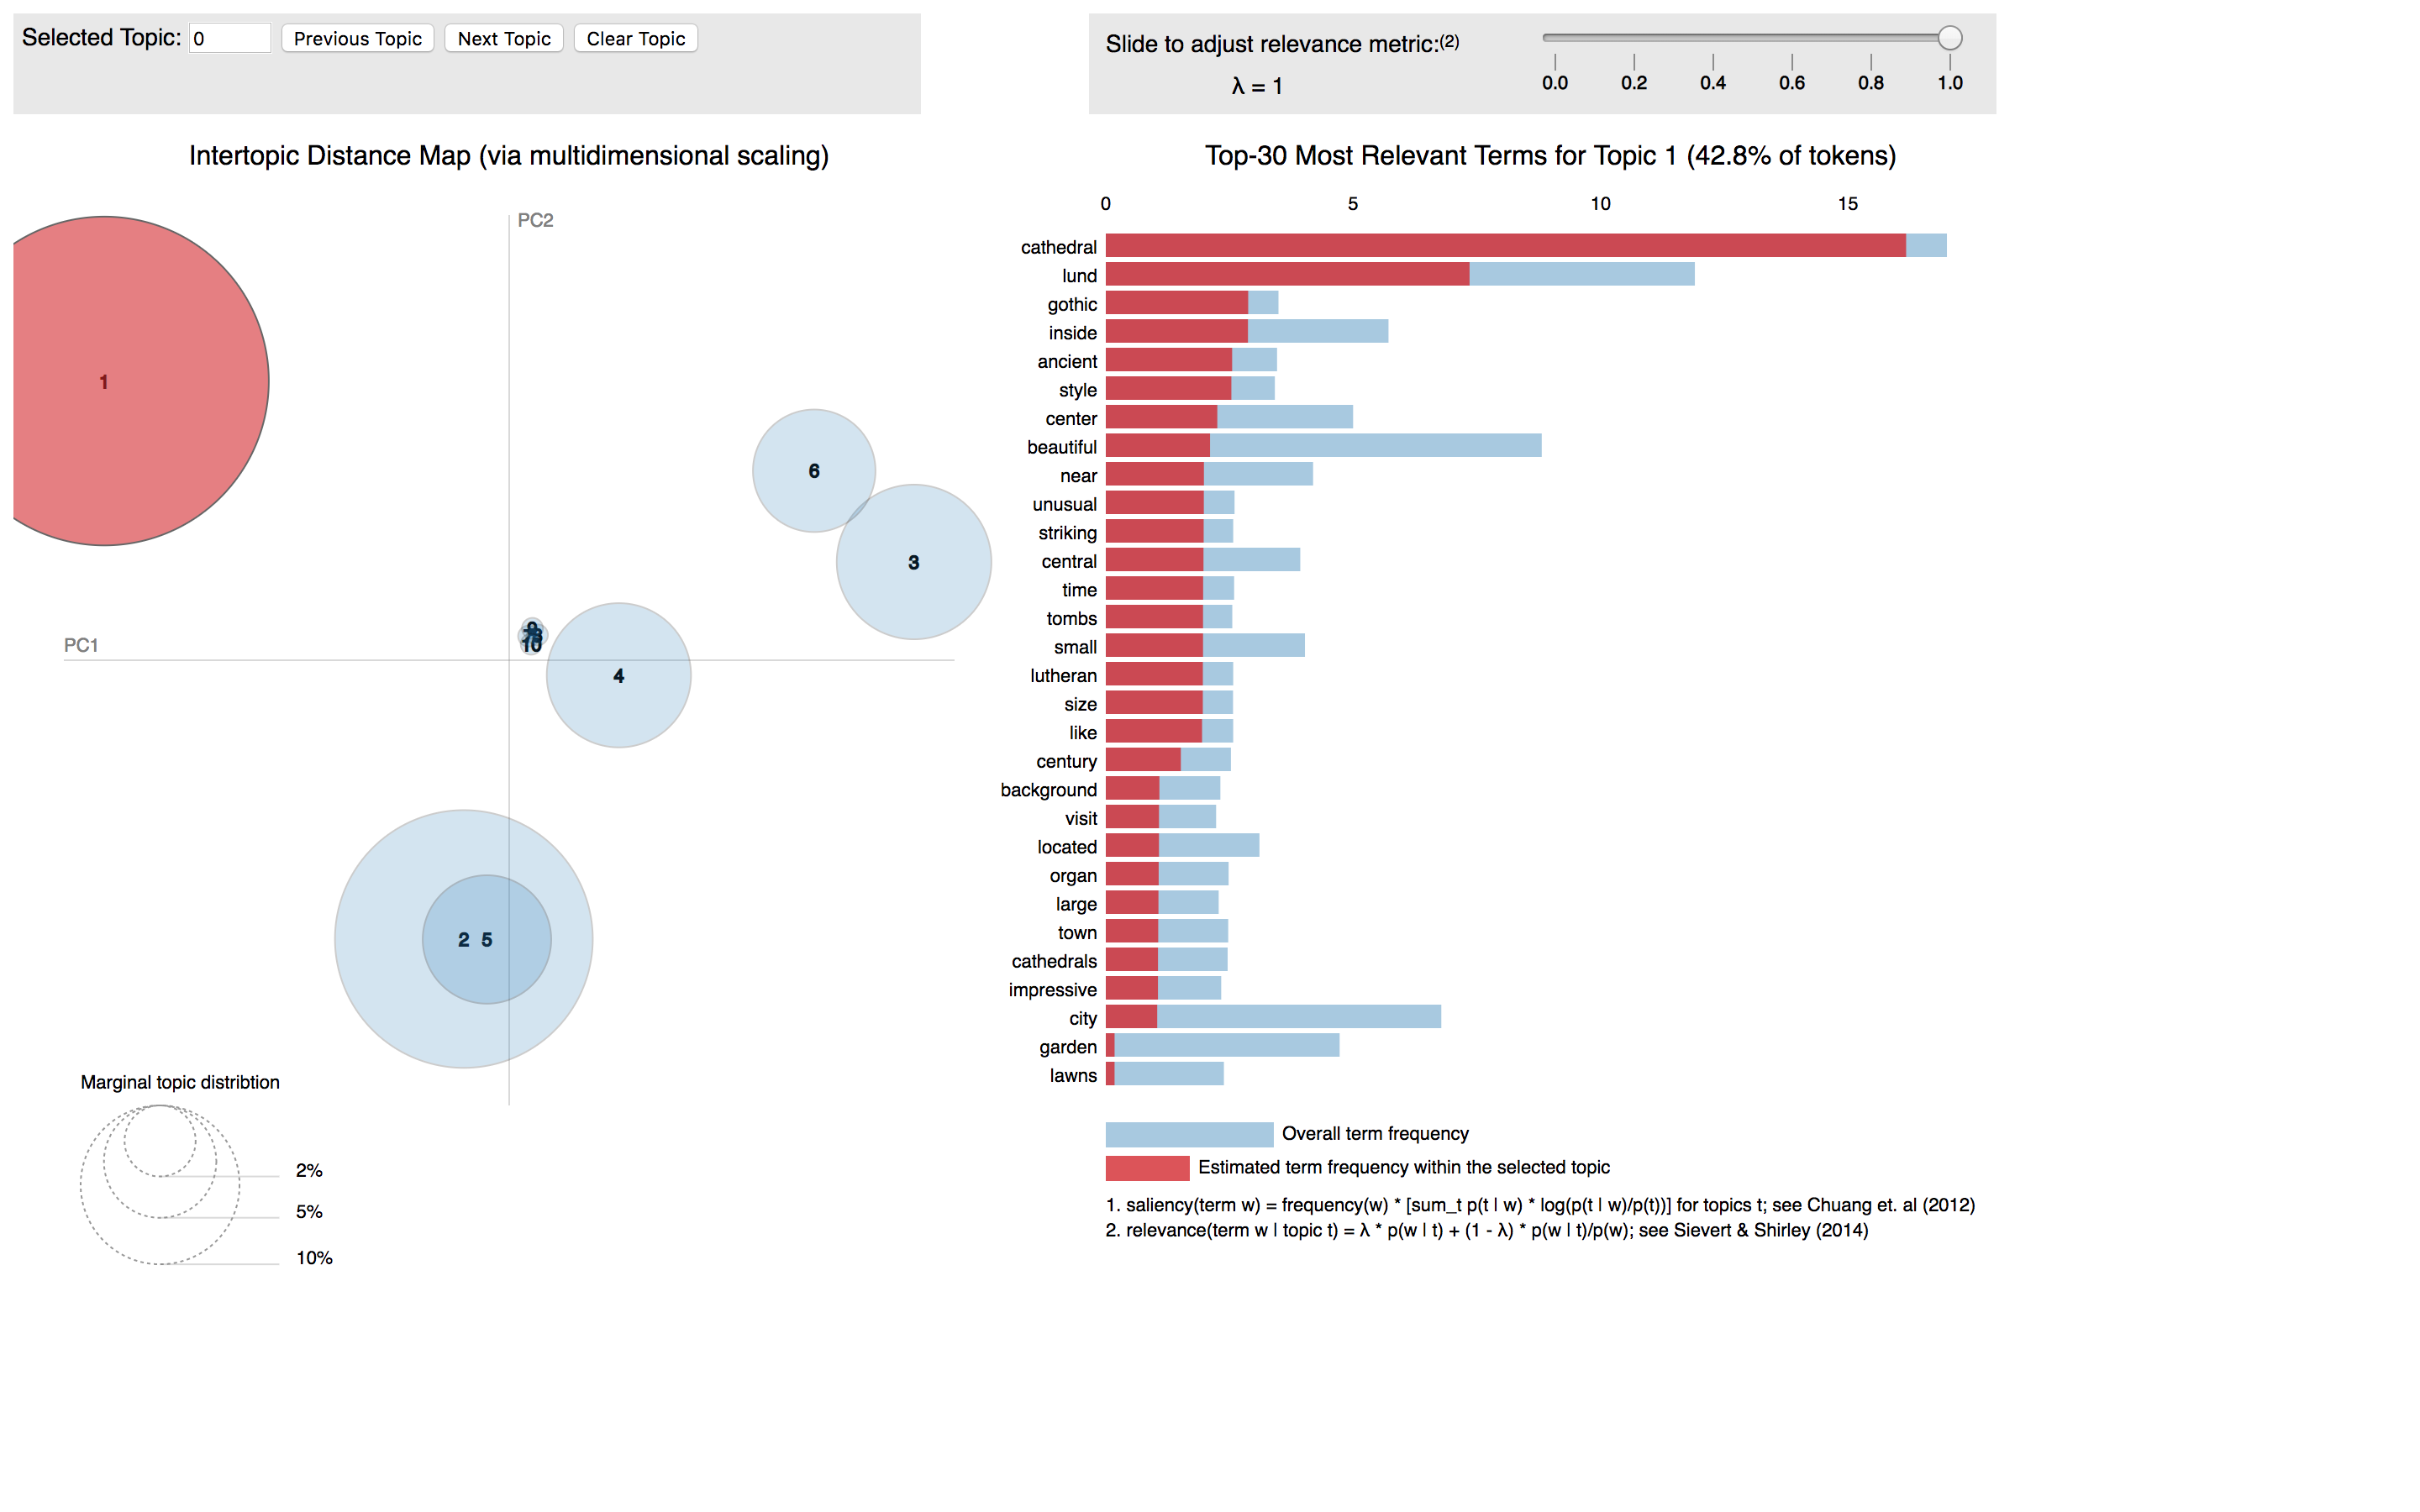 Selected Topic: 0 Previous Topic Next Topic Clear Topic
Slide to adjust relevance metric:(2)
λ = 1
0.0 0.2 0.4 0.6 0.8 1.0
Intertopic Distance Map (via multidimensional scaling)
PC2
PC1
1
6
3
4
10
2 5
Marginal topic distribtion
2%
5%
10%
Top-30 Most Relevant Terms for Topic 1 (42.8% of tokens)
0 5 10 15
cathedral
lund
gothic
inside
ancient
style
center
beautiful
near
unusual
striking
central
time
tombs
small
lutheran
size
like
century
background
visit
located
organ
large
town
cathedrals
impressive
city
garden
lawns
Overall term frequency
Estimated term frequency within the selected topic
1. saliency(term w) = frequency(w) * [sum_t p(t | w) * log(p(t | w)/p(t))] for topics t; see Chuang et. al (2012)
2. relevance(term w | topic t) = λ * p(w | t) + (1 - λ) * p(w | t)/p(w); see Sievert & Shirley (2014)